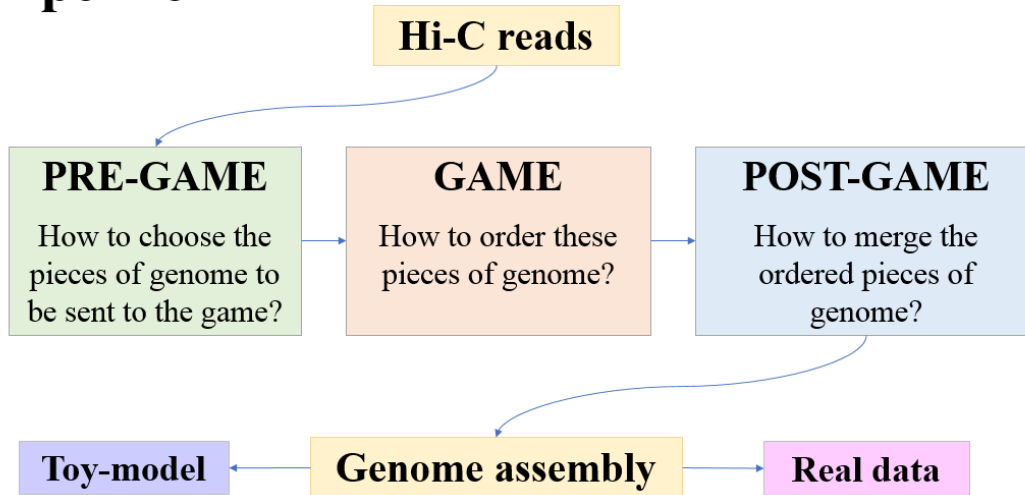 Hi-C reads
PRE-GAME
How to choose the
pieces of genome to
be sent to the game?
GAME
How to order these
pieces of genome?
POST-GAME
How to merge the
ordered pieces of
genome?
Toy-model
Genome assembly
Real data